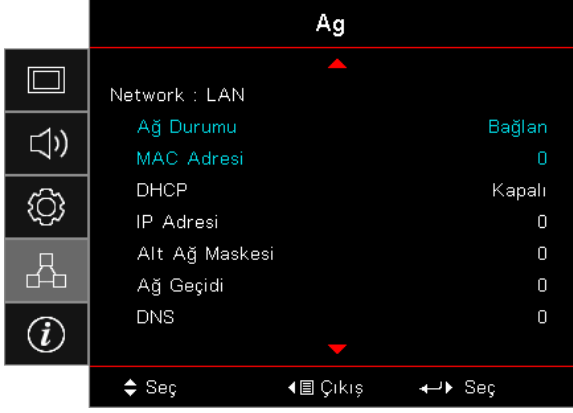 Ag
Network : LAN
Ağ Durumu Bağlan
MAC Adresi 0
DHCP Kapalı
IP Adresi 0
Alt Ağ Maskesi 0
Ağ Geçidi 0
DNS 0
Seç Çıkış Seç